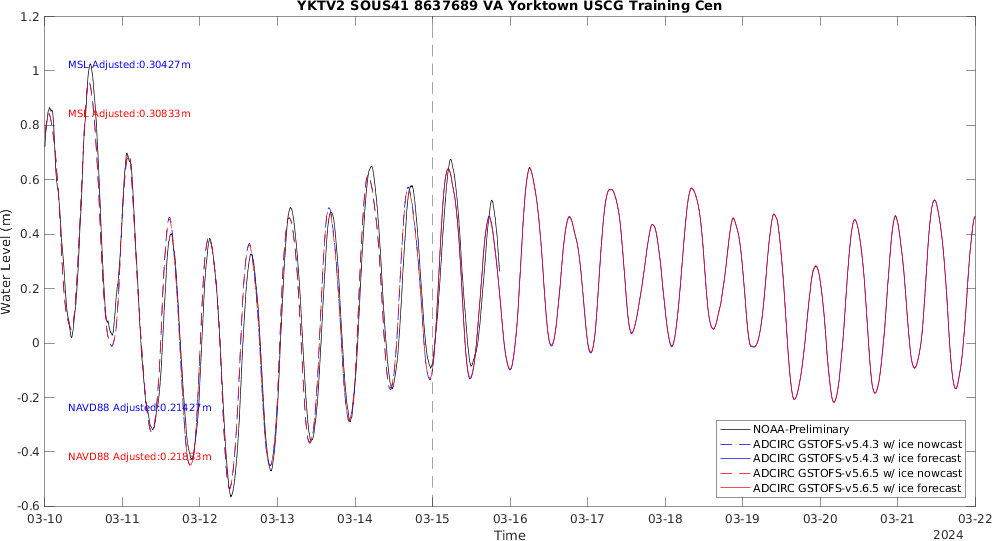 YKTV2 SOUS41 8637689 VA Yorktown USCG Training Cen
1.2
1
0.8
0.6
0.4
0.2
0
-0.2
-0.4
-0.6
Water Level (m)
MSL Adjusted:0.30427m
MSL Adjusted:0.30833m
NAVD88 Adjusted:0.21427m
NAVD88 Adjusted:0.21833m
NOAA-Preliminary
ADCIRC GSTOFS-v5.4.3 w/ ice nowcast
ADCIRC GSTOFS-v5.4.3 w/ ice forecast
ADCIRC GSTOFS-v5.6.5 w/ ice nowcast
ADCIRC GSTOFS-v5.6.5 w/ ice forecast
03-10 03-11 03-12 03-13 03-14 03-15 03-16 03-17 03-18 03-19 03-20 03-21 03-22
Time
2024